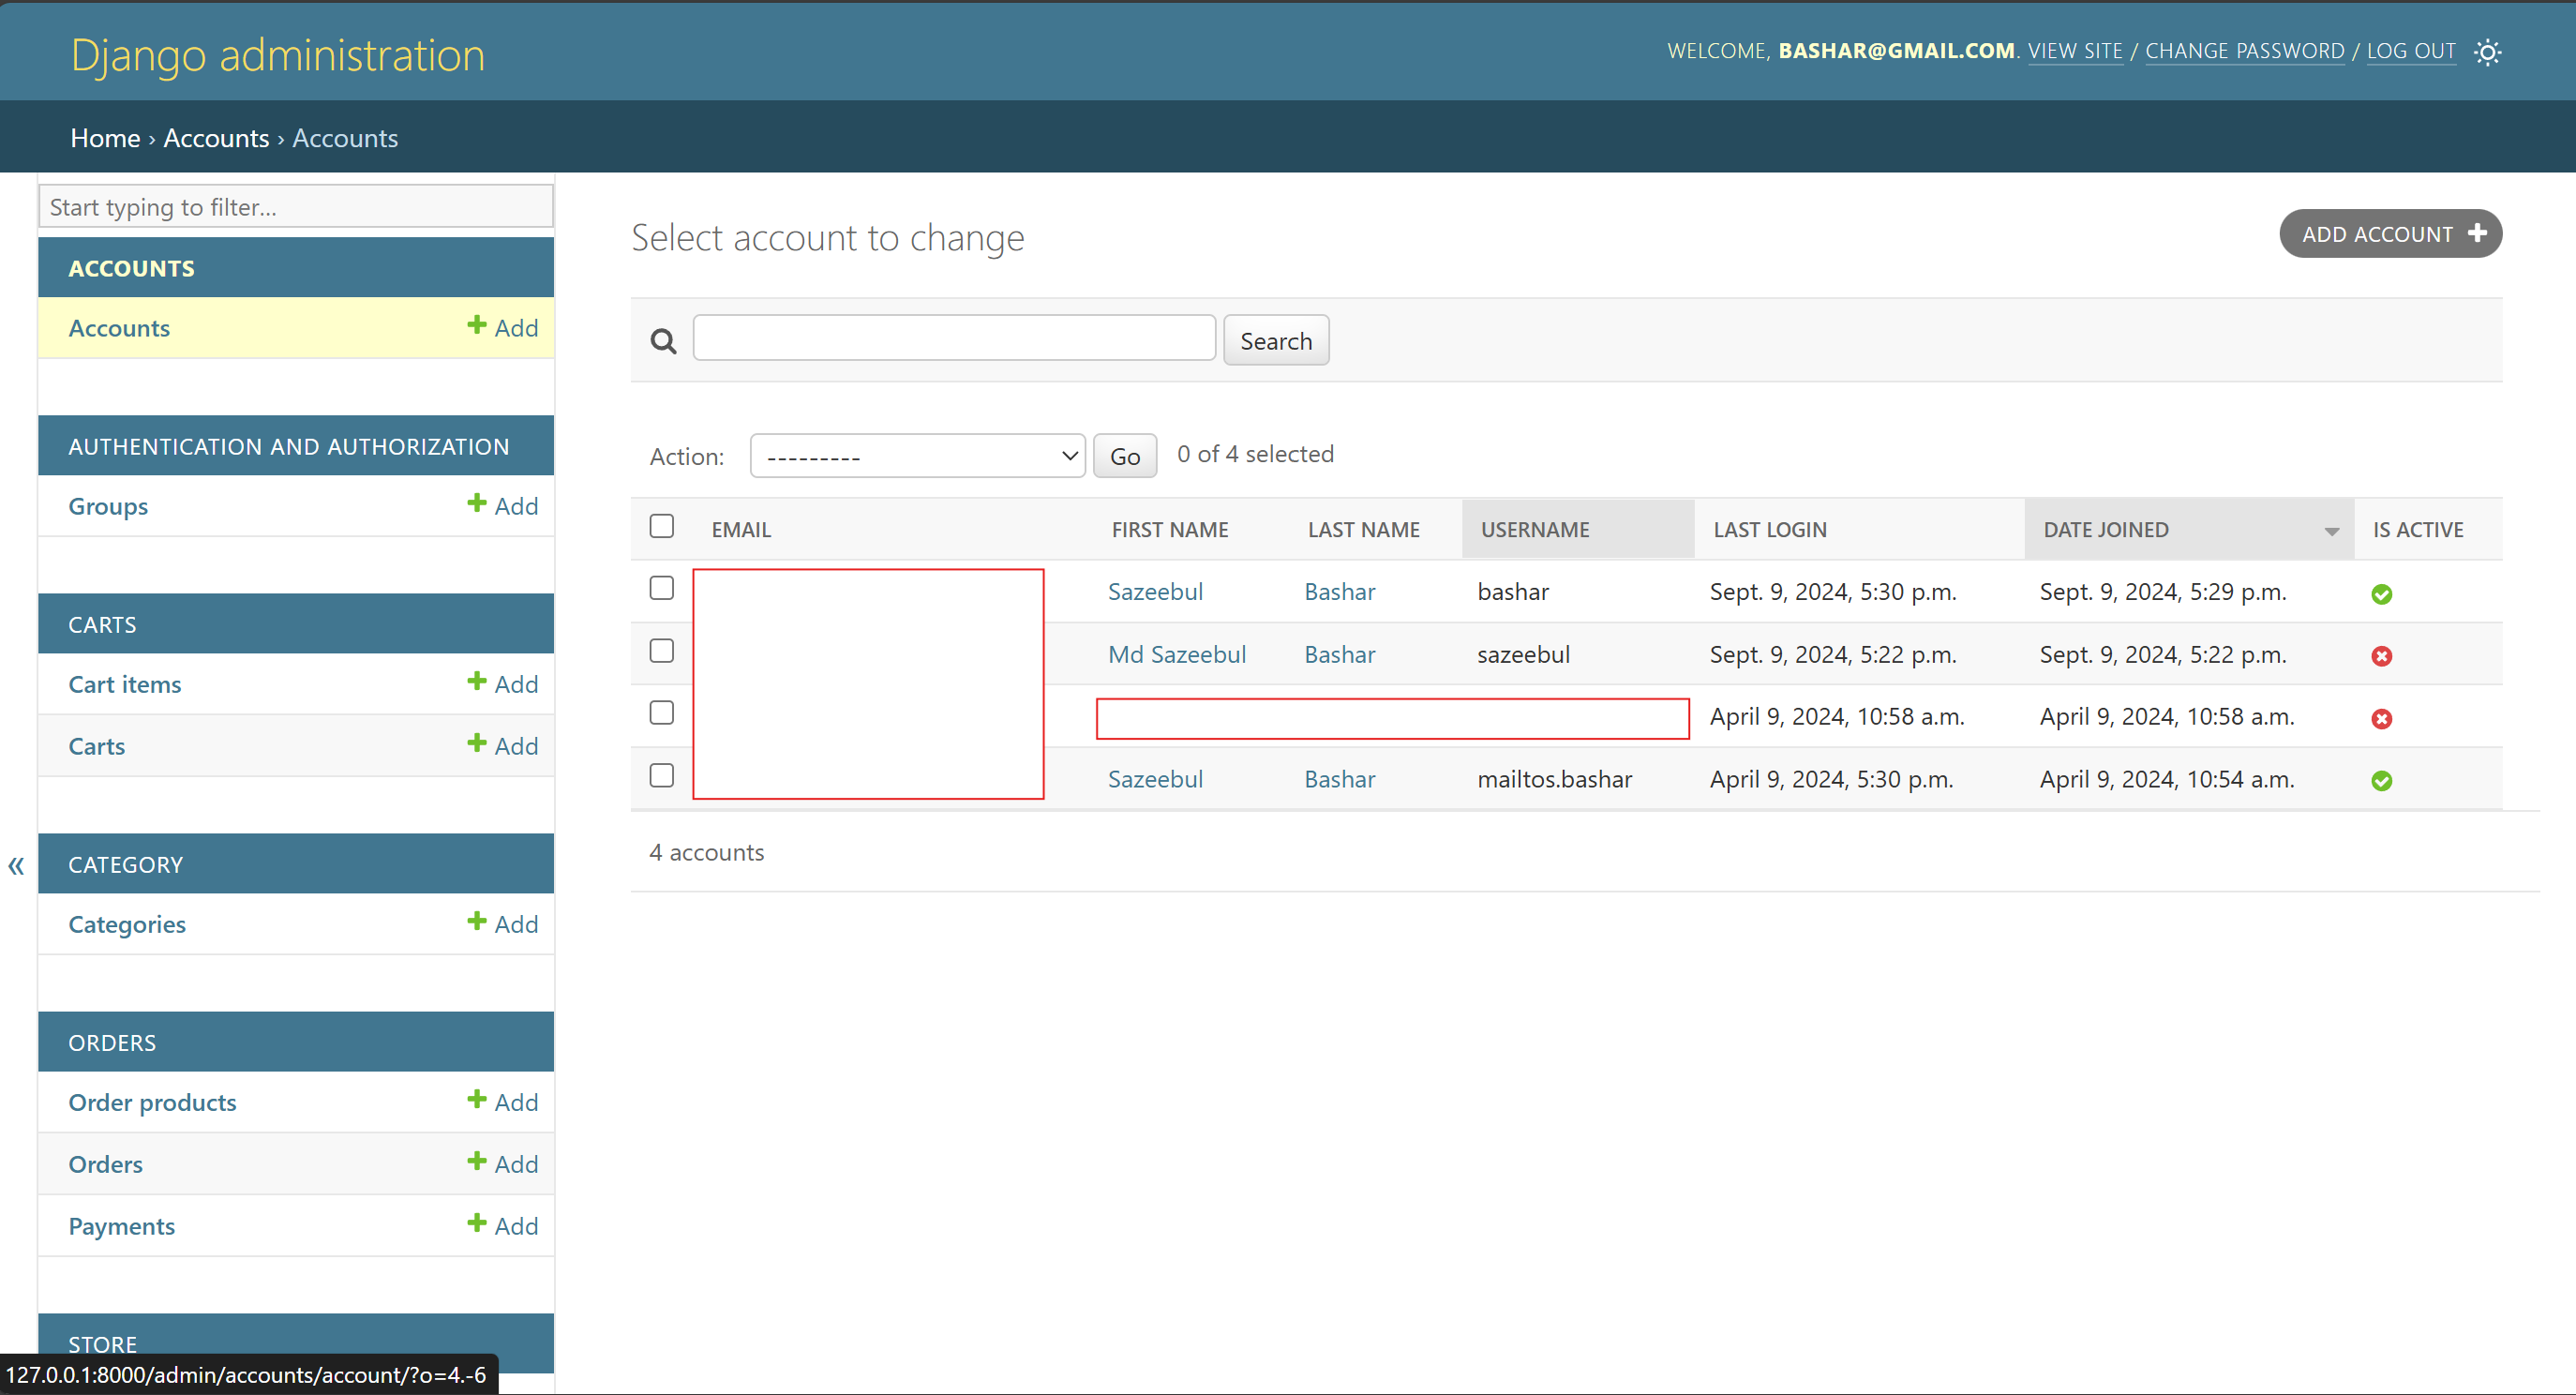 Django administration
WELCOME, BASHAR@GMAIL.COM. VIEW SITE / CHANGE PASSWORD / LOG OUT
Home › Accounts › Accounts
Start typing to filter...
ACCOUNTS
Accounts + Add
AUTHENTICATION AND AUTHORIZATION
Groups + Add
CARTS
Cart items + Add
Carts + Add
CATEGORY
Categories + Add
ORDERS
Order products + Add
Orders + Add
Payments + Add
STORE
«
Select account to change
ADD ACCOUNT +
Search
Action: --------- Go 0 of 4 selected
EMAIL FIRST NAME LAST NAME USERNAME LAST LOGIN DATE JOINED IS ACTIVE
Sazeebul Bashar bashar Sept. 9, 2024, 5:30 p.m. Sept. 9, 2024, 5:29 p.m.
Md Sazeebul Bashar sazeebul Sept. 9, 2024, 5:22 p.m. Sept. 9, 2024, 5:22 p.m.
April 9, 2024, 10:58 a.m. April 9, 2024, 10:58 a.m.
Sazeebul Bashar mailtos.bashar April 9, 2024, 5:30 p.m. April 9, 2024, 10:54 a.m.
4 accounts
127.0.0.1:8000/admin/accounts/account/?o=4.-6